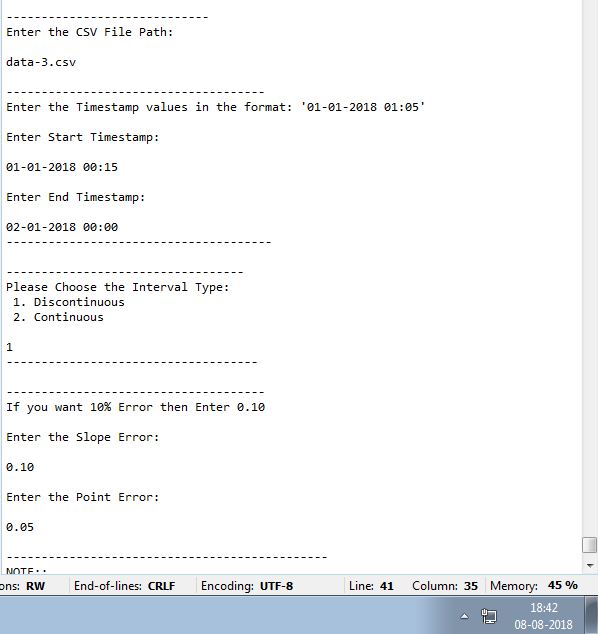 ----------------------------
Enter the CSV File Path:
data-3.csv
------------------------------------
Enter the Timestamp values in the format: '01-01-2018 01:05'
Enter Start Timestamp:
01-01-2018 00:15
Enter End Timestamp:
02-01-2018 00:00
-------------------------------------
---------------------------------
Please Choose the Interval Type:
1. Discontinuous
2. Continuous
1
-----------------------------------
------------------------------------
If you want 10% Error then Enter 0.10
Enter the Slope Error:
0.10
Enter the Point Error:
0.05
---------------------------------------------
NOTE::
ons: RW End-of-lines: CRLF Encoding: UTF-8 Line: 41 Column: 35 Memory: 45 %
18:42
08-08-2018